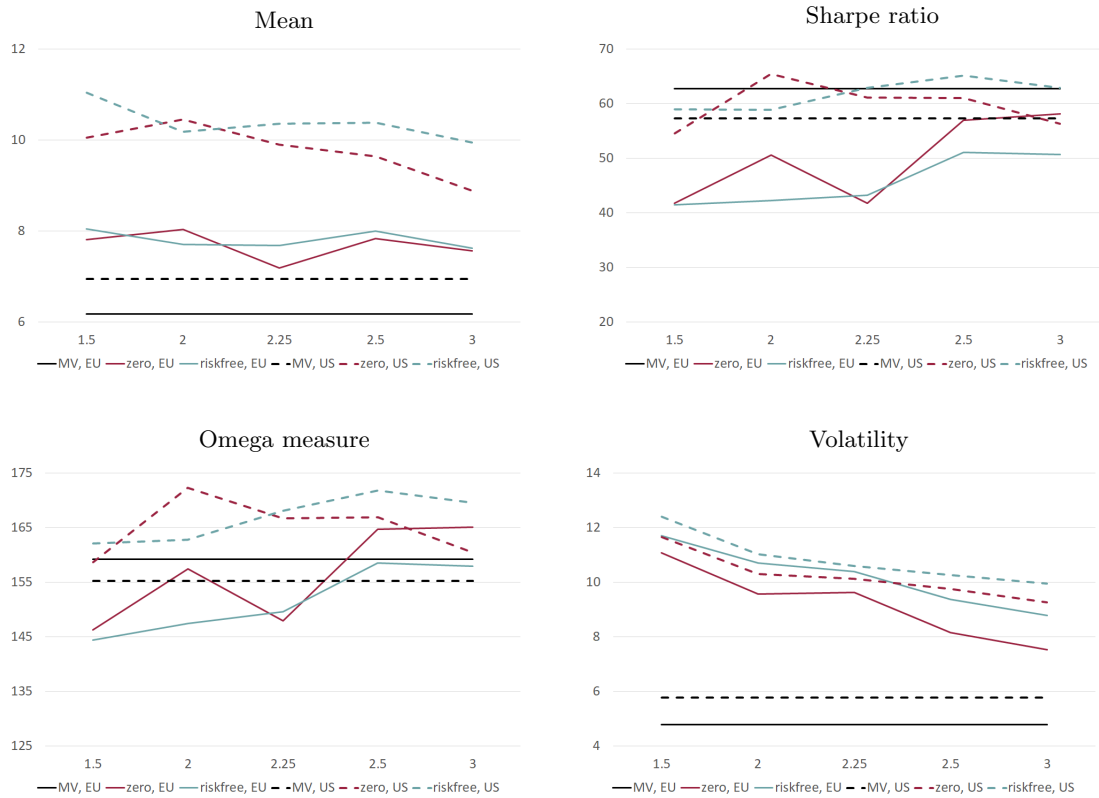 Mean
12
10
8
6
1.5 2 2.25 2.5 3
MV, EU zero, EU riskfree, EU MV, US zero, US riskfree, US
Sharpe ratio
70
60
50
40
30
20
1.5 2 2.25 2.5 3
MV, EU zero, EU riskfree, EU MV, US zero, US riskfree, US
Omega measure
175
165
155
145
135
125
1.5 2 2.25 2.5 3
MV, EU zero, EU riskfree, EU MV, US zero, US riskfree, US
Volatility
14
12
10
8
6
4
1.5 2 2.25 2.5 3
MV, EU zero, EU riskfree, EU MV, US zero, US riskfree, US